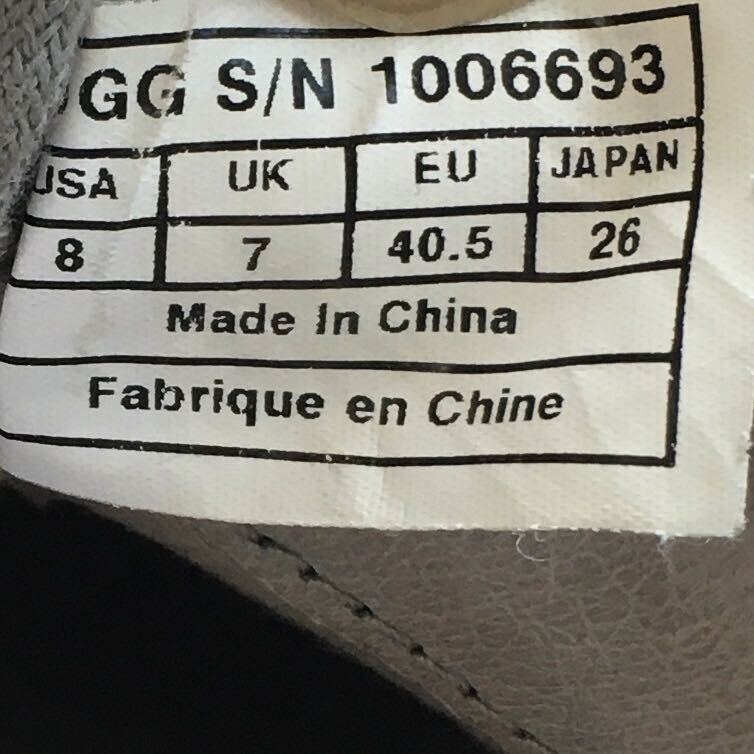 UGG S/N 1006693
USA UK EU JAPAN
8 7 40.5 26
Made In China
Fabrique en Chine